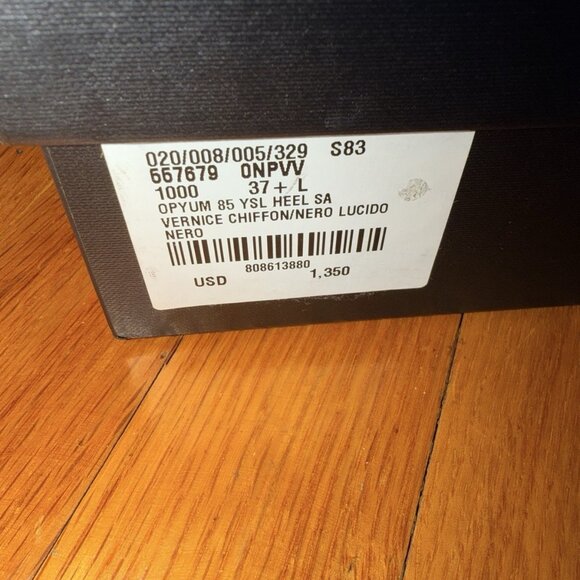 020/008/005/329 S83
557679 0NPVV
1000 37+/L
OPYUM 85 YSL HEEL SA
VERNICE CHIFFON/NERO LUCIDO
NERO
808613880
USD 1,350